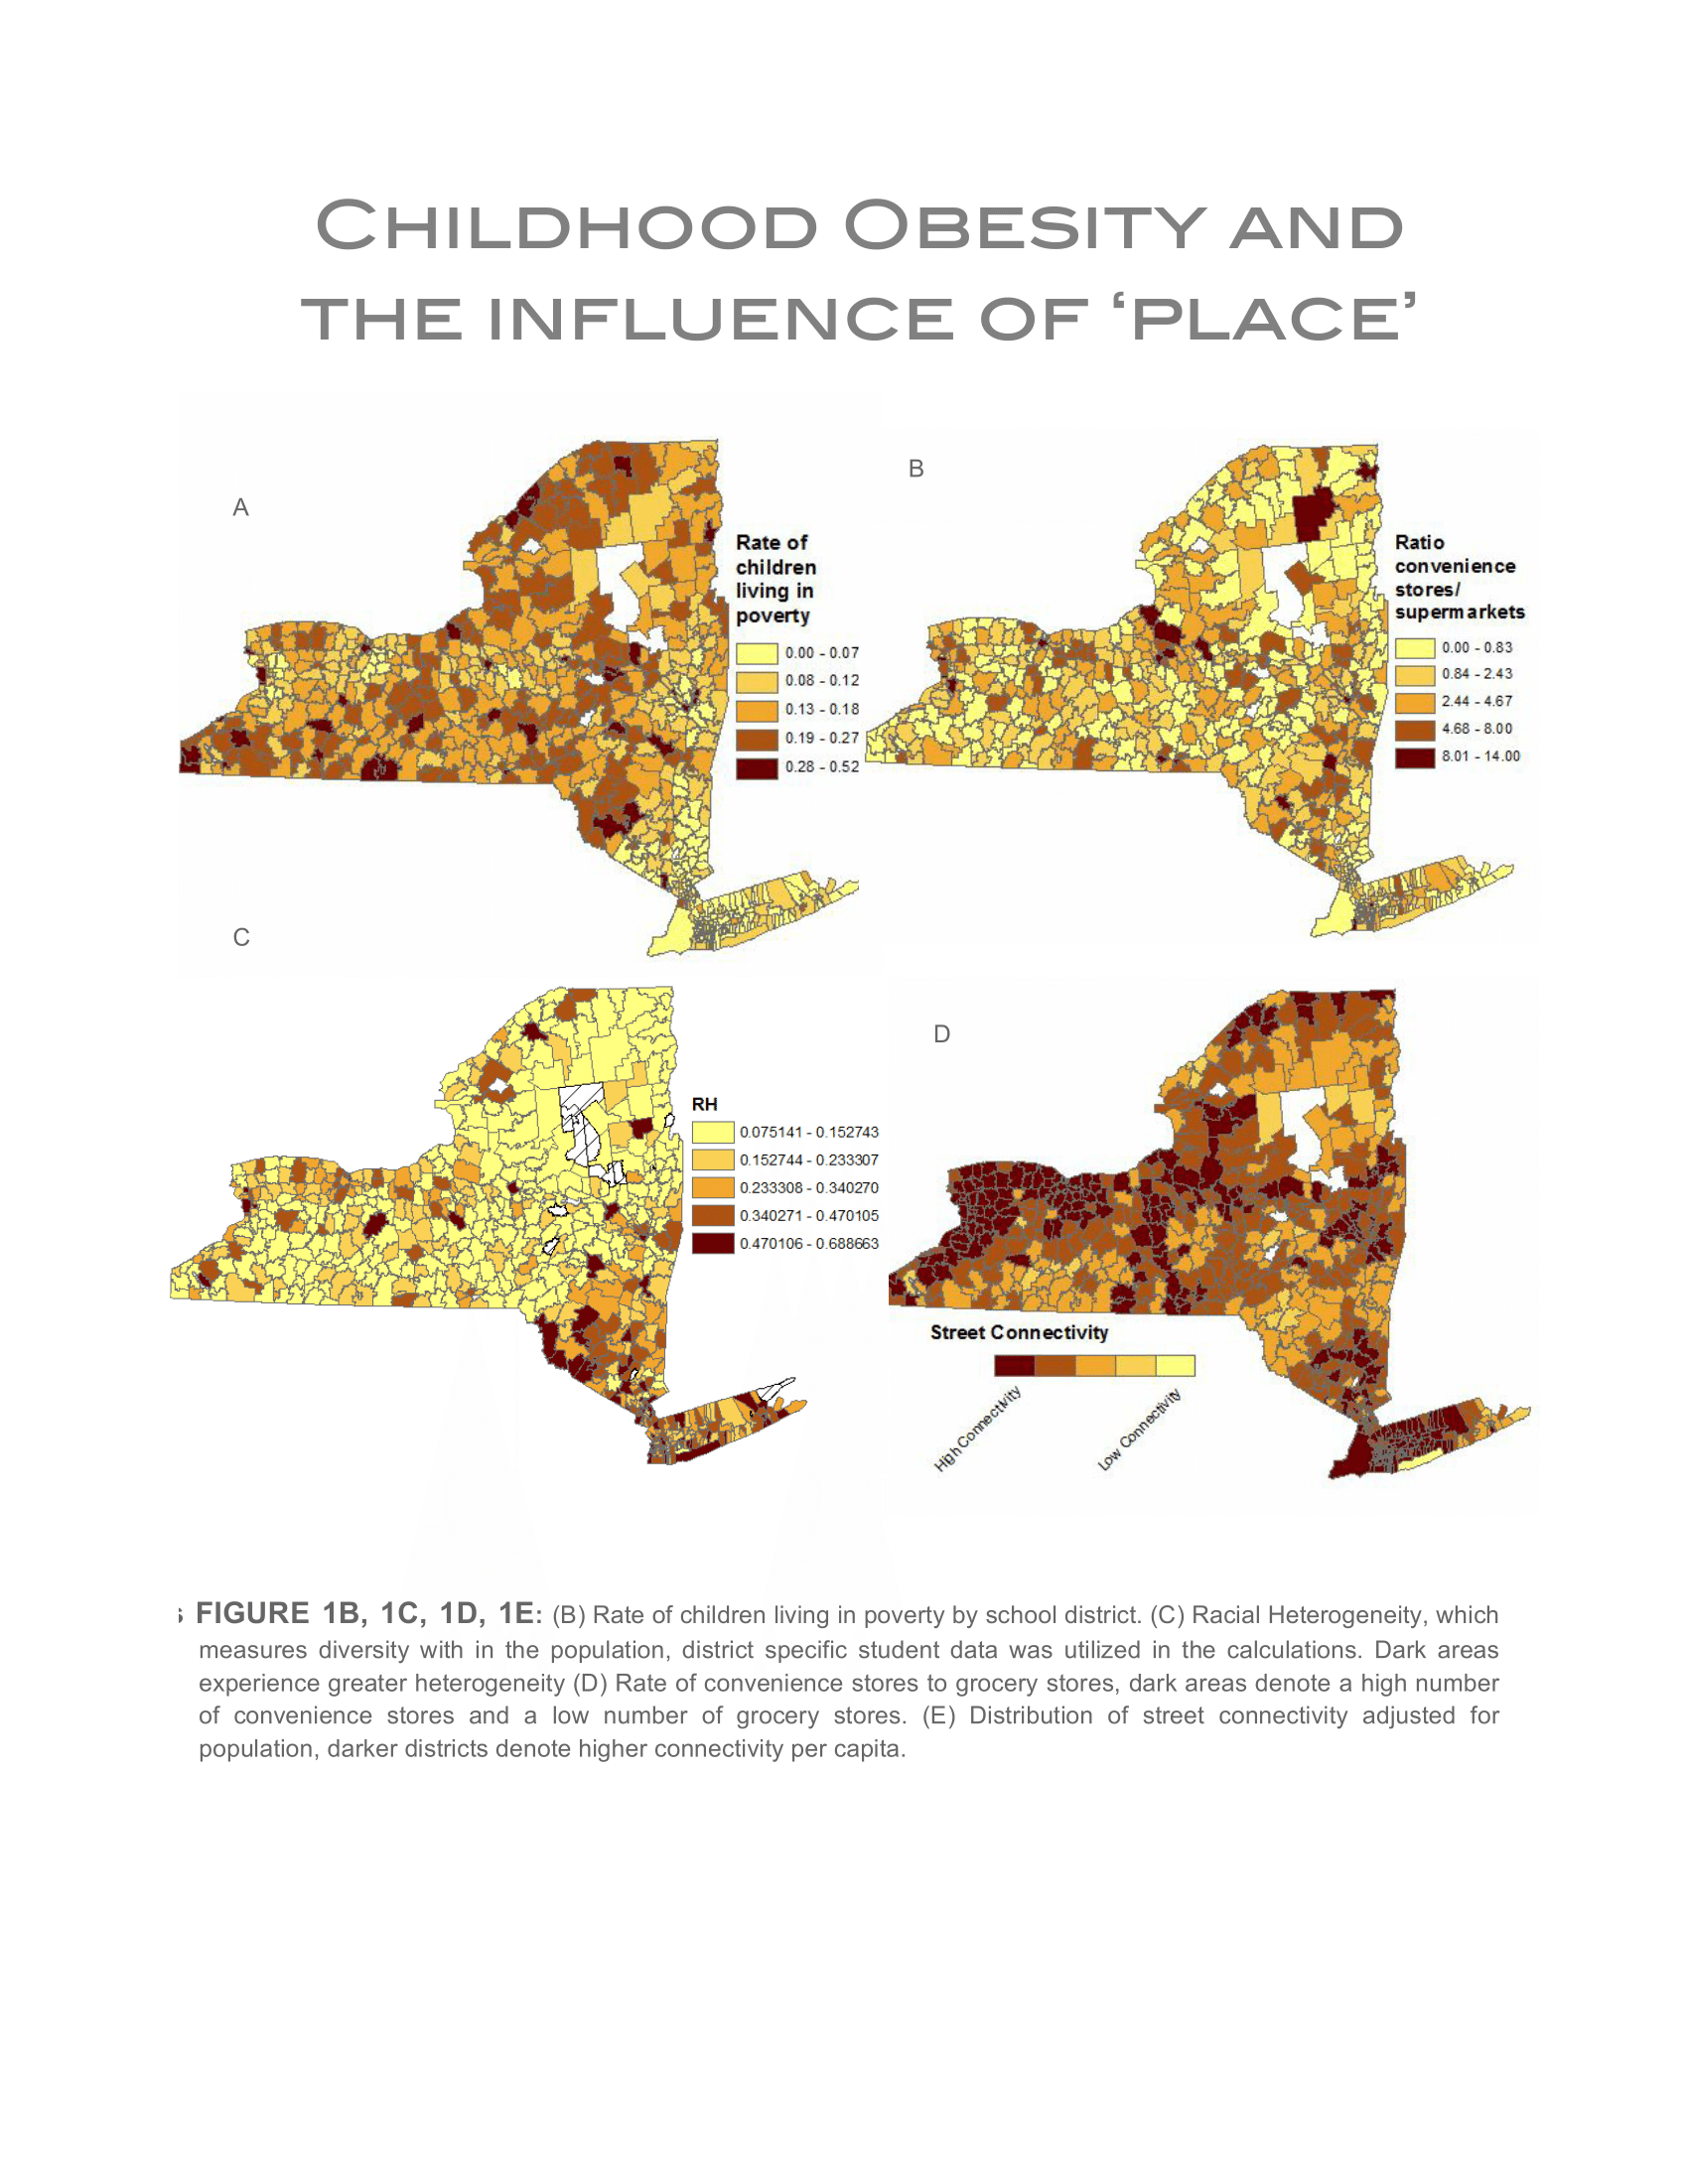 CHILDHOOD OBESITY AND
THE INFLUENCE OF ‘PLACE’
A
Rate of
children
living in
poverty
0.00 - 0.07
0.08 - 0.12
0.13 - 0.18
0.19 - 0.27
0.28 - 0.52
B
Ratio
convenience
stores/
supermarkets
0.00 - 0.83
0.84 - 2.43
2.44 - 4.67
4.68 - 8.00
8.01 - 14.00
C
RH
0.075141 - 0.152743
0.152744 - 0.233307
0.233308 - 0.340270
0.340271 - 0.470105
0.470106 - 0.688663
D
Street Connectivity
High Connectivity
Low Connectivity
FIGURE 1B, 1C, 1D, 1E: (B) Rate of children living in poverty by school district. (C) Racial Heterogeneity, which
measures diversity with in the population, district specific student data was utilized in the calculations. Dark areas
experience greater heterogeneity (D) Rate of convenience stores to grocery stores, dark areas denote a high number
of convenience stores and a low number of grocery stores. (E) Distribution of street connectivity adjusted for
population, darker districts denote higher connectivity per capita.